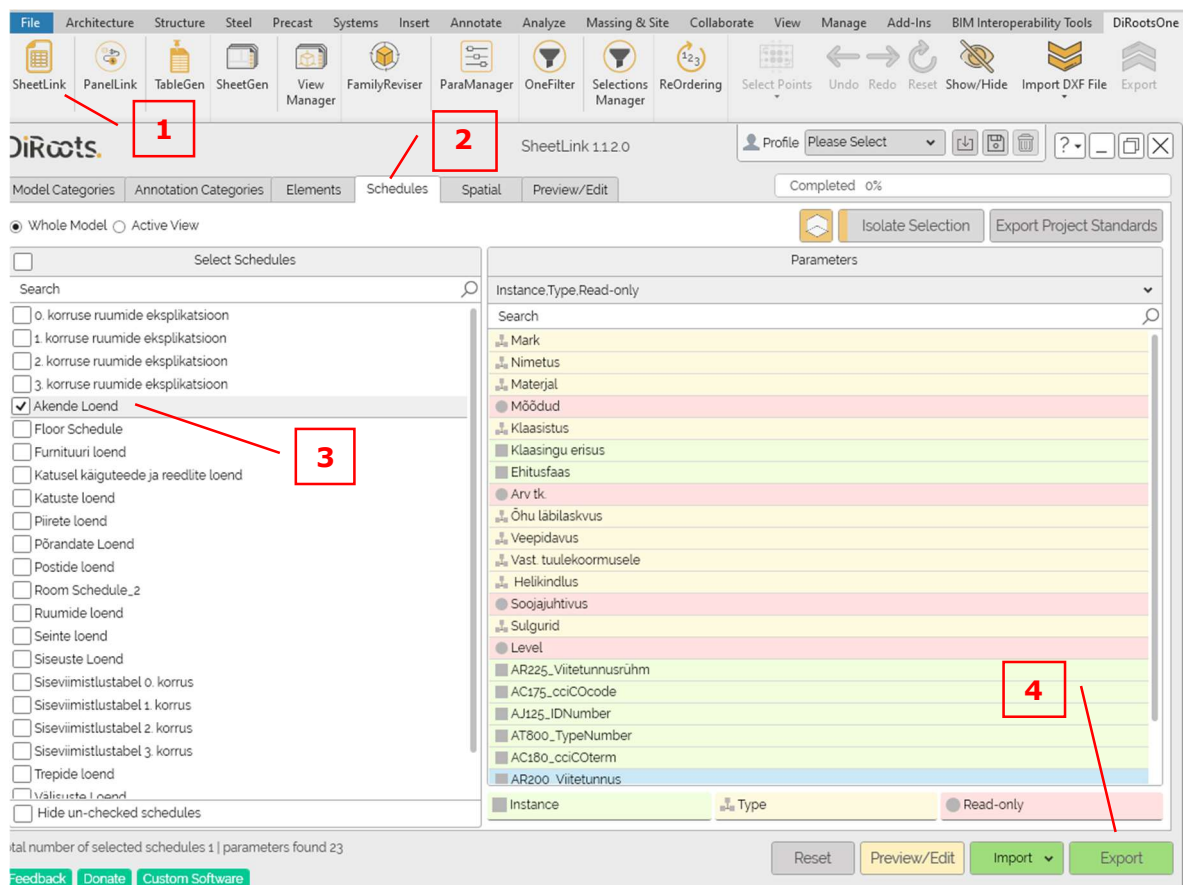 File Architecture Structure Steel Precast Systems Insert Annotate Analyze Massing & Site Collaborate View Manage Add-Ins BIM Interoperability Tools DiRootsOne
SheetLink PanelLink TableGen SheetGen View Manager FamilyReviser ParaManager OneFilter Selections Manager ReOrdering Select Points Undo Redo Reset Show/Hide Import DXF File Export
1
2
DiRoots.
SheetLink 1.1.2.0
Profile Please Select
?
Model Categories Annotation Categories Elements Schedules Spatial Preview/Edit
Completed 0%
Whole Model Active View
Isolate Selection Export Project Standards
Select Schedules
Search
0. korruse ruumide eksplikatsioon
1. korruse ruumide eksplikatsioon
2. korruse ruumide eksplikatsioon
3. korruse ruumide eksplikatsioon
Akende Loend
Floor Schedule
Furnituuri loend
Katusel käiguteede ja reedlite loend
Katuste loend
Piirete loend
Põrandate Loend
Postide loend
Room Schedule_2
Ruumide loend
Seinte loend
Siseuste Loend
Siseviimistlustabel 0. korrus
Siseviimistlustabel 1. korrus
Siseviimistlustabel 2. korrus
Siseviimistlustabel 3. korrus
Trepide loend
Välisuste Loend
Hide un-checked schedules
3
Parameters
Instance,Type,Read-only
Search
Mark
Nimetus
Materjal
Mõõdud
Klaasistus
Klaasingu erisus
Ehitusfaas
Arv tk.
Õhu läbilaskvus
Veepidavus
Vast. tuulekoormusele
Helikindlus
Soojajuhtivus
Sulgurid
Level
AR225_Viitetunnusrühm
AC175_cciCOcode
AJ125_IDNumber
AT800_TypeNumber
AC180_cciCOterm
AR200_Viitetunnus
4
Instance Type Read-only
tal number of selected schedules 1 | parameters found 23
Reset Preview/Edit Import Export
Feedback Donate Custom Software